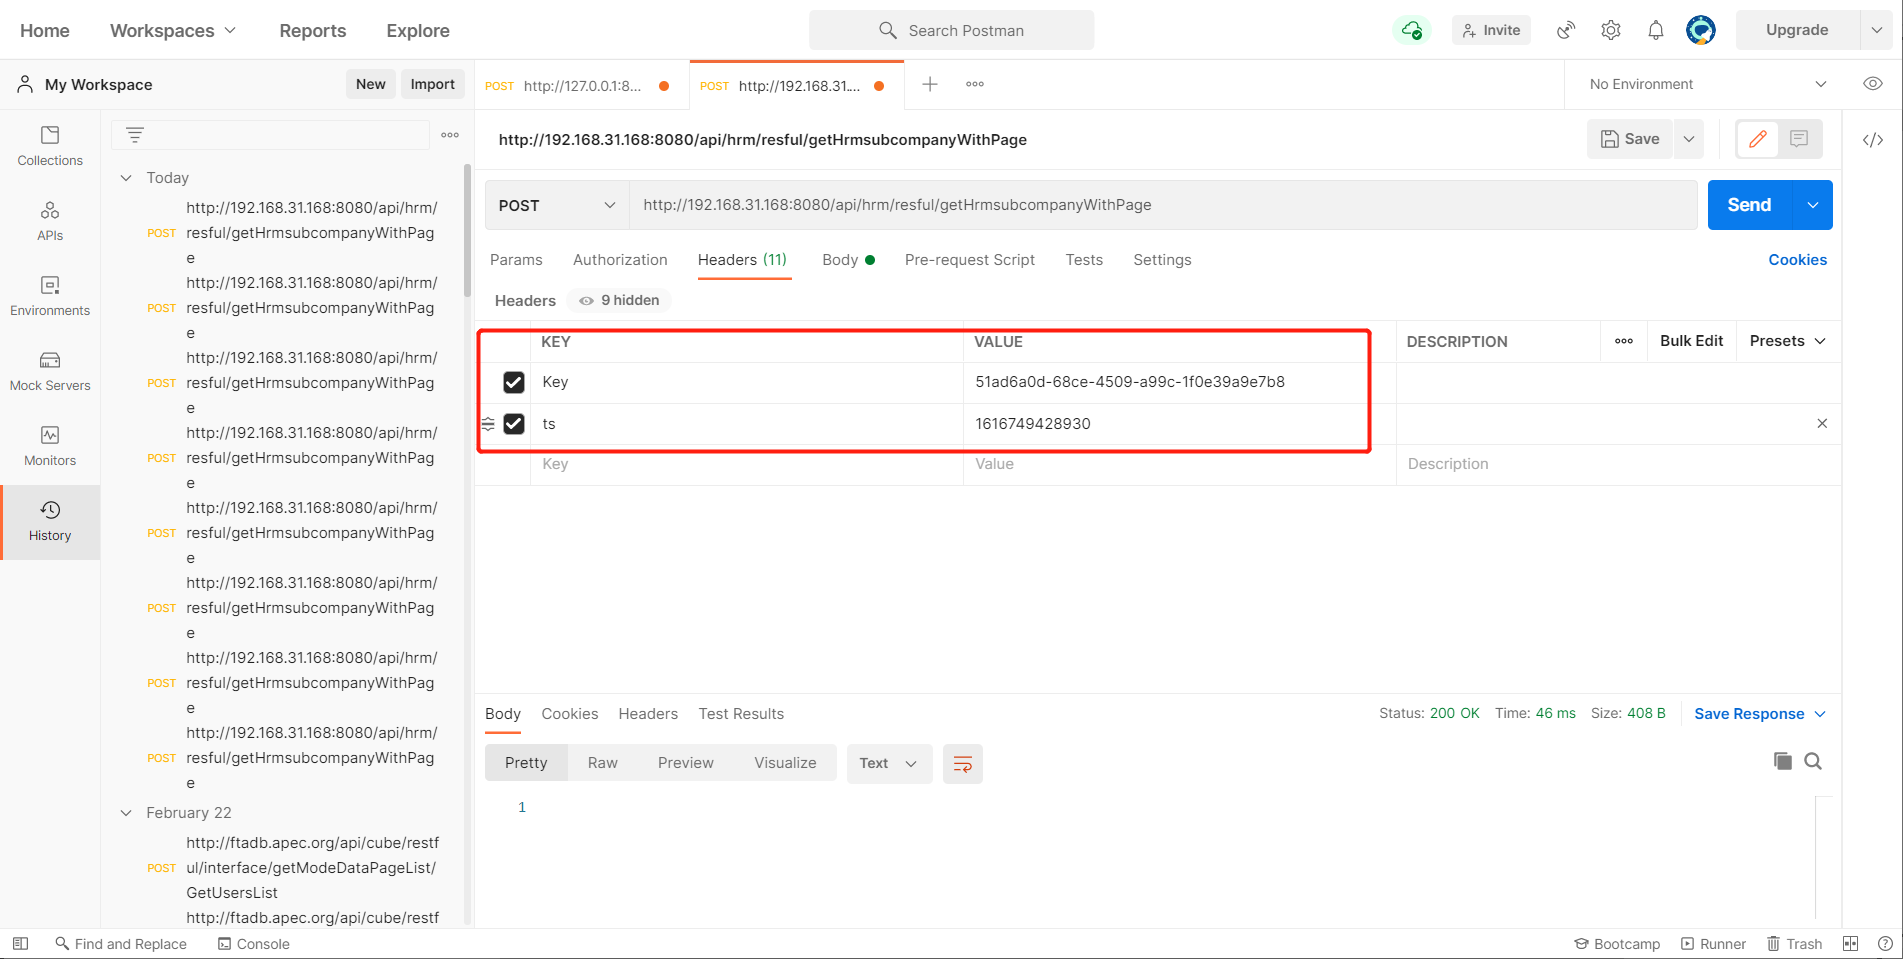 Home
Workspaces
Reports
Explore
Search Postman
Invite
Upgrade
My Workspace
New
Import
POST http://127.0.0.1:8...
POST http://192.168.31....
No Environment
Collections
APIs
Environments
Mock Servers
Monitors
History
Today
http://192.168.31.168:8080/api/hrm/
POST resful/getHrmsubcompanyWithPag
e
http://192.168.31.168:8080/api/hrm/
POST resful/getHrmsubcompanyWithPag
e
http://192.168.31.168:8080/api/hrm/
POST resful/getHrmsubcompanyWithPag
e
http://192.168.31.168:8080/api/hrm/
POST resful/getHrmsubcompanyWithPag
e
http://192.168.31.168:8080/api/hrm/
POST resful/getHrmsubcompanyWithPag
e
http://192.168.31.168:8080/api/hrm/
POST resful/getHrmsubcompanyWithPag
e
http://192.168.31.168:8080/api/hrm/
POST resful/getHrmsubcompanyWithPag
e
http://192.168.31.168:8080/api/hrm/
POST resful/getHrmsubcompanyWithPag
e
February 22
http://ftadb.apec.org/api/cube/restf
POST ul/interface/getModeDataPageList/
GetUsersList
http://ftadb.apec.org/api/cube/restf
http://192.168.31.168:8080/api/hrm/resful/getHrmsubcompanyWithPage
Save
POST
http://192.168.31.168:8080/api/hrm/resful/getHrmsubcompanyWithPage
Send
Params
Authorization
Headers (11)
Body
Pre-request Script
Tests
Settings
Cookies
Headers
9 hidden
KEY
VALUE
DESCRIPTION
Bulk Edit
Presets
Key
51ad6a0d-68ce-4509-a99c-1f0e39a9e7b8
ts
1616749428930
Key
Value
Description
Body
Cookies
Headers
Test Results
Status: 200 OK
Time: 46 ms
Size: 408 B
Save Response
Pretty
Raw
Preview
Visualize
Text
1
Find and Replace
Console
Bootcamp
Runner
Trash